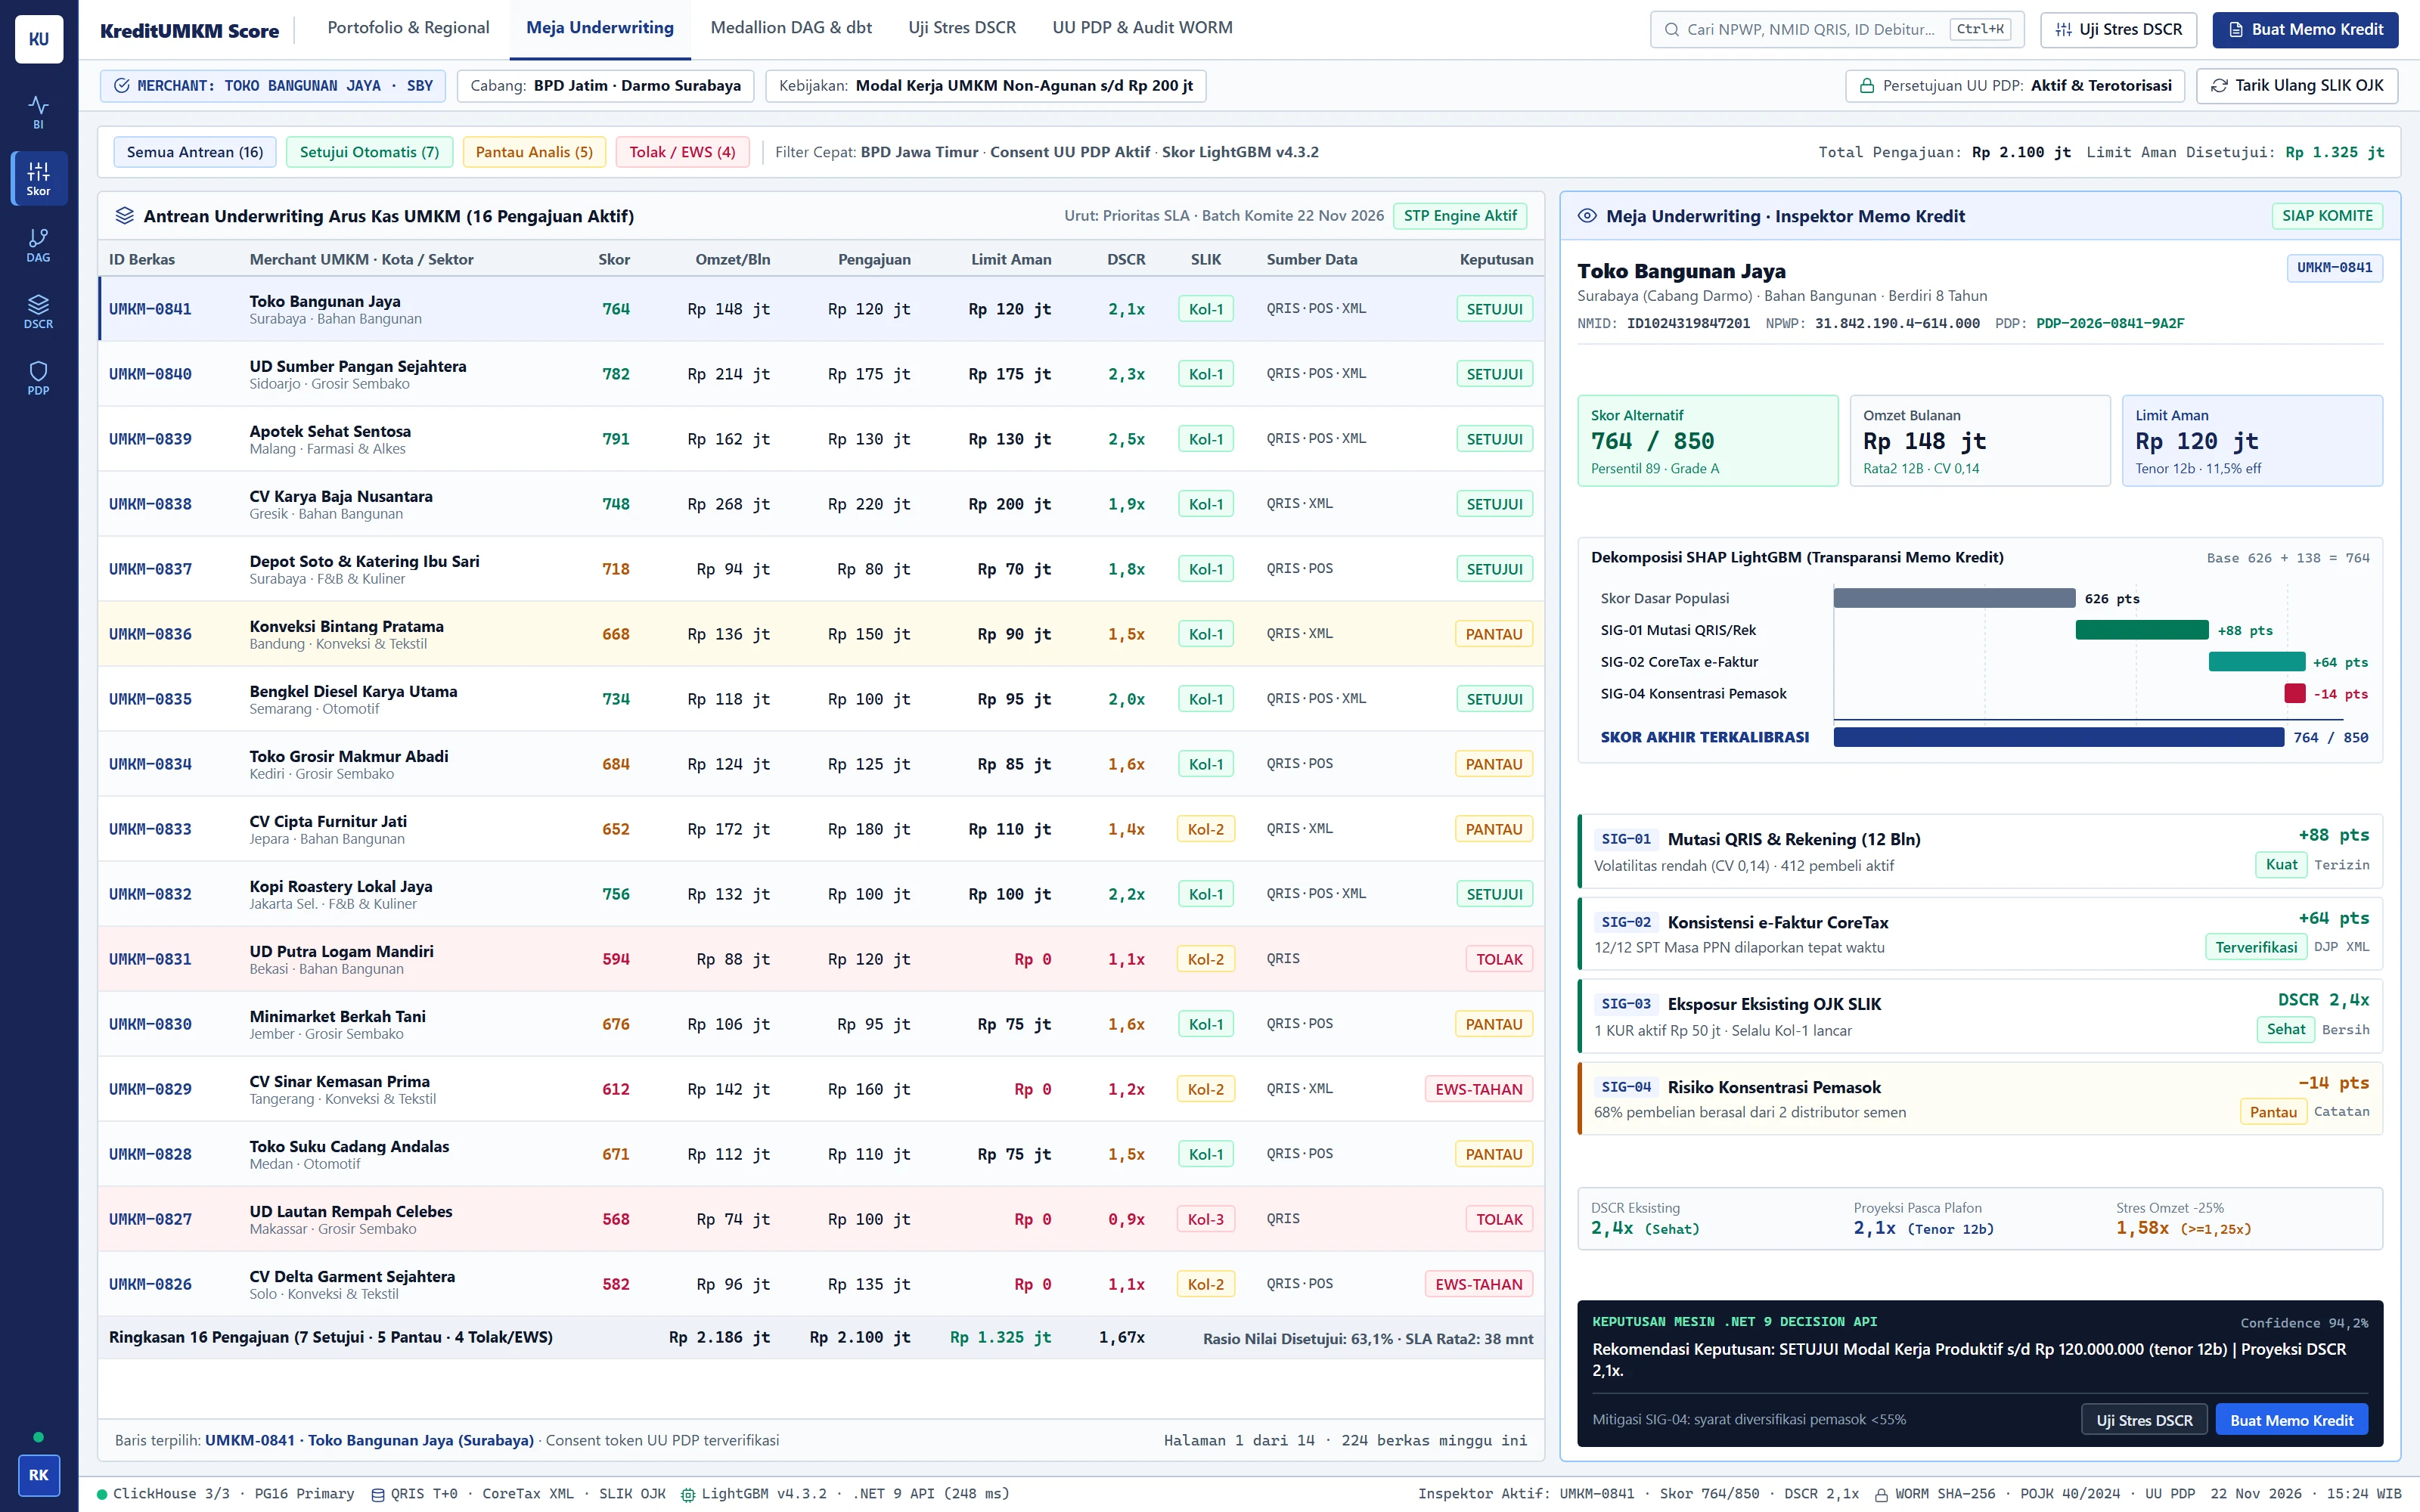 KU
KreditUMKM Score
Portofolio & Regional
Meja Underwriting
Medallion DAG & dbt
Uji Stres DSCR
UU PDP & Audit WORM
Cari NPWP, NMID QRIS, ID Debitur... Ctrl+K
Uji Stres DSCR
Buat Memo Kredit
BI
Skor
DAG
DSCR
PDP
RK
MERCHANT: TOKO BANGUNAN JAYA · SBY
Cabang: BPD Jatim · Darmo Surabaya
Kebijakan: Modal Kerja UMKM Non-Agunan s/d Rp 200 jt
Persetujuan UU PDP: Aktif & Terotorisasi
Tarik Ulang SLIK OJK
Semua Antrean (16)
Setujui Otomatis (7)
Pantau Analis (5)
Tolak / EWS (4)
Filter Cepat: BPD Jawa Timur · Consent UU PDP Aktif · Skor LightGBM v4.3.2
Total Pengajuan: Rp 2.100 jt Limit Aman Disetujui: Rp 1.325 jt
Antrean Underwriting Arus Kas UMKM (16 Pengajuan Aktif)
Urut: Prioritas SLA · Batch Komite 22 Nov 2026 STP Engine Aktif
ID Berkas Merchant UMKM · Kota / Sektor Skor Omzet/Bln Pengajuan Limit Aman DSCR SLIK Sumber Data Keputusan
UMKM-0841 Toko Bangunan Jaya 764 Rp 148 jt Rp 120 jt Rp 120 jt 2,1x Kol-1 QRIS·POS·XML SETUJUI
Surabaya · Bahan Bangunan
UMKM-0840 UD Sumber Pangan Sejahtera 782 Rp 214 jt Rp 175 jt Rp 175 jt 2,3x Kol-1 QRIS·POS·XML SETUJUI
Sidoarjo · Grosir Sembako
UMKM-0839 Apotek Sehat Sentosa 791 Rp 162 jt Rp 130 jt Rp 130 jt 2,5x Kol-1 QRIS·POS·XML SETUJUI
Malang · Farmasi & Alkes
UMKM-0838 CV Karya Baja Nusantara 748 Rp 268 jt Rp 220 jt Rp 200 jt 1,9x Kol-1 QRIS·XML SETUJUI
Gresik · Bahan Bangunan
UMKM-0837 Depot Soto & Katering Ibu Sari 718 Rp 94 jt Rp 80 jt Rp 70 jt 1,8x Kol-1 QRIS·POS SETUJUI
Surabaya · F&B & Kuliner
UMKM-0836 Konveksi Bintang Pratama 668 Rp 136 jt Rp 150 jt Rp 90 jt 1,5x Kol-1 QRIS·XML PANTAU
Bandung · Konveksi & Tekstil
UMKM-0835 Bengkel Diesel Karya Utama 734 Rp 118 jt Rp 100 jt Rp 95 jt 2,0x Kol-1 QRIS·POS·XML SETUJUI
Semarang · Otomotif
UMKM-0834 Toko Grosir Makmur Abadi 684 Rp 124 jt Rp 125 jt Rp 85 jt 1,6x Kol-1 QRIS·POS PANTAU
Kediri · Grosir Sembako
UMKM-0833 CV Cipta Furnitur Jati 652 Rp 172 jt Rp 180 jt Rp 110 jt 1,4x Kol-2 QRIS·XML PANTAU
Jepara · Bahan Bangunan
UMKM-0832 Kopi Roastery Lokal Jaya 756 Rp 132 jt Rp 100 jt Rp 100 jt 2,2x Kol-1 QRIS·POS·XML SETUJUI
Jakarta Sel. · F&B & Kuliner
UMKM-0831 UD Putra Logam Mandiri 594 Rp 88 jt Rp 120 jt Rp 0 1,1x Kol-2 QRIS TOLAK
Bekasi · Bahan Bangunan
UMKM-0830 Minimarket Berkah Tani 676 Rp 106 jt Rp 95 jt Rp 75 jt 1,6x Kol-1 QRIS·POS PANTAU
Jember · Grosir Sembako
UMKM-0829 CV Sinar Kemasan Prima 612 Rp 142 jt Rp 160 jt Rp 0 1,2x Kol-2 QRIS·XML EWS-TAHAN
Tangerang · Konveksi & Tekstil
UMKM-0828 Toko Suku Cadang Andalas 671 Rp 112 jt Rp 110 jt Rp 75 jt 1,5x Kol-1 QRIS·POS PANTAU
Medan · Otomotif
UMKM-0827 UD Lautan Rempah Celebes 568 Rp 74 jt Rp 100 jt Rp 0 0,9x Kol-3 QRIS TOLAK
Makassar · Grosir Sembako
UMKM-0826 CV Delta Garment Sejahtera 582 Rp 96 jt Rp 135 jt Rp 0 1,1x Kol-2 QRIS·POS EWS-TAHAN
Solo · Konveksi & Tekstil
Ringkasan 16 Pengajuan (7 Setujui · 5 Pantau · 4 Tolak/EWS) Rp 2.186 jt Rp 2.100 jt Rp 1.325 jt 1,67x Rasio Nilai Disetujui: 63,1% · SLA Rata2: 38 mnt
Baris terpilih: UMKM-0841 · Toko Bangunan Jaya (Surabaya) · Consent token UU PDP terverifikasi
Halaman 1 dari 14 · 224 berkas minggu ini
Meja Underwriting · Inspektor Memo Kredit SIAP KOMITE
Toko Bangunan Jaya UMKM-0841
Surabaya (Cabang Darmo) · Bahan Bangunan · Berdiri 8 Tahun
NMID: ID1024319847201 NPWP: 31.842.190.4-614.000 PDP: PDP-2026-0841-9A2F
Skor Alternatif
764 / 850
Persentil 89 · Grade A
Omzet Bulanan
Rp 148 jt
Rata2 12B · CV 0,14
Limit Aman
Rp 120 jt
Tenor 12b · 11,5% eff
Dekomposisi SHAP LightGBM (Transparansi Memo Kredit) Base 626 + 138 = 764
Skor Dasar Populasi 626 pts
SIG-01 Mutasi QRIS/Rek +88 pts
SIG-02 CoreTax e-Faktur +64 pts
SIG-04 Konsentrasi Pemasok -14 pts
SKOR AKHIR TERKALIBRASI 764 / 850
SIG-01 Mutasi QRIS & Rekening (12 Bln) +88 pts
Volatilitas rendah (CV 0,14) · 412 pembeli aktif Kuat Terizin
SIG-02 Konsistensi e-Faktur CoreTax +64 pts
12/12 SPT Masa PPN dilaporkan tepat waktu Terverifikasi DJP XML
SIG-03 Eksposur Eksisting OJK SLIK DSCR 2,4x
1 KUR aktif Rp 50 jt · Selalu Kol-1 lancar Sehat Bersih
SIG-04 Risiko Konsentrasi Pemasok −14 pts
68% pembelian berasal dari 2 distributor semen Pantau Catatan
DSCR Eksisting
2,4x (Sehat)
Proyeksi Pasca Plafon
2,1x (Tenor 12b)
Stres Omzet -25%
1,58x (>=1,25x)
KEPUTUSAN MESIN .NET 9 DECISION API Confidence 94,2%
Rekomendasi Keputusan: SETUJUI Modal Kerja Produktif s/d Rp 120.000.000 (tenor 12b) | Proyeksi DSCR
2,1x.
Mitigasi SIG-04: syarat diversifikasi pemasok <55%
Uji Stres DSCR
Buat Memo Kredit
ClickHouse 3/3 · PG16 Primary QRIS T+0 · CoreTax XML · SLIK OJK LightGBM v4.3.2 · .NET 9 API (248 ms)
Inspektor Aktif: UMKM-0841 · Skor 764/850 · DSCR 2,1x WORM SHA-256 · POJK 40/2024 · UU PDP 22 Nov 2026 · 15:24 WIB